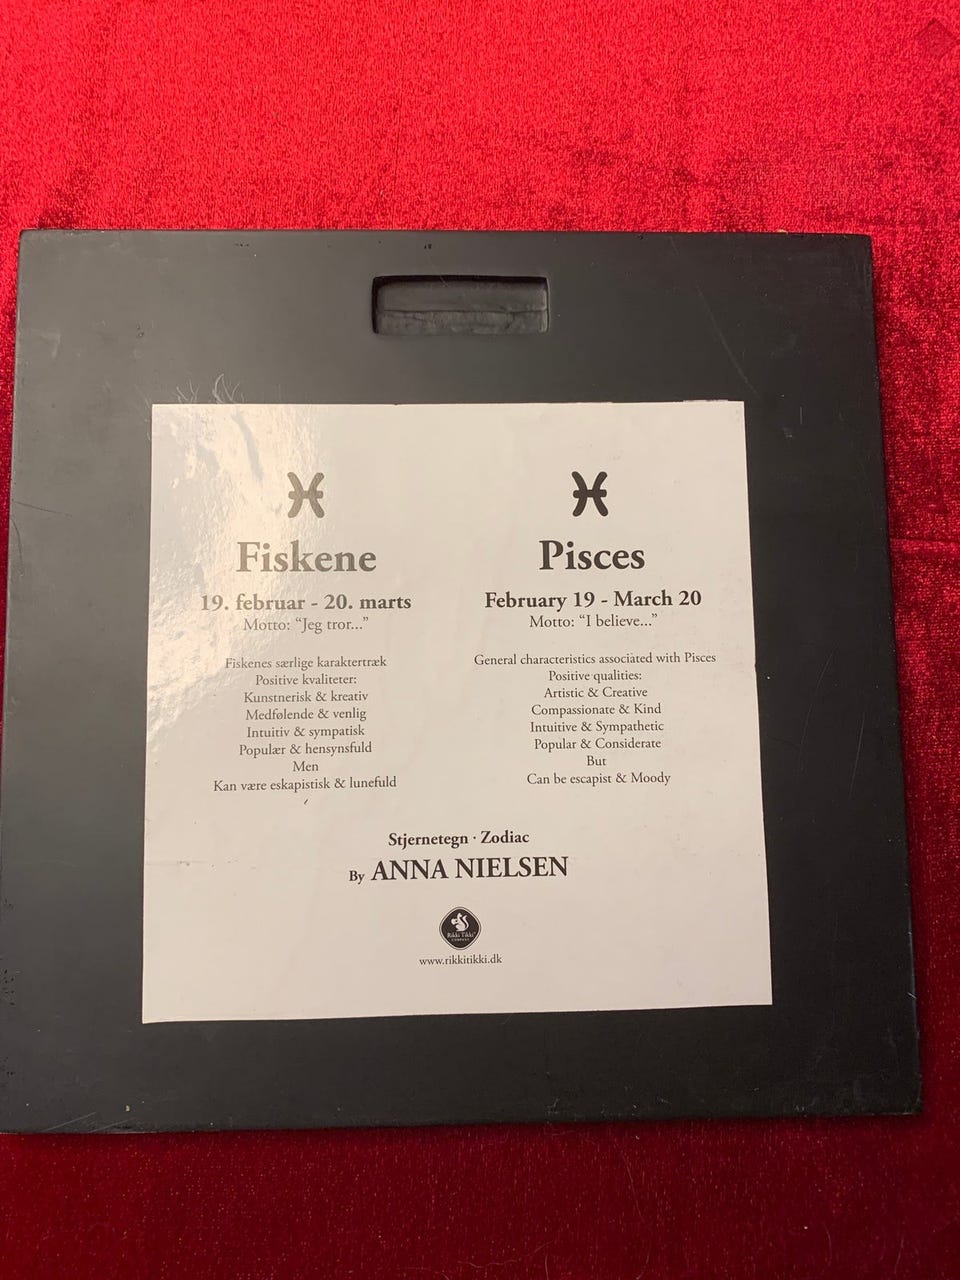 Fiskene
19. februar - 20. marts
Motto: “Jeg tror...”
Fiskenes særlige karaktertræk
Positive kvaliteter:
Kunstnerisk & kreativ
Medfølende & venlig
Intuitiv & sympatisk
Populær & hensynsfuld
Men
Kan være eskapistisk & lunefuld
Pisces
February 19 - March 20
Motto: “I believe...”
General characteristics associated with Pisces
Positive qualities:
Artistic & Creative
Compassionate & Kind
Intuitive & Sympathetic
Popular & Considerate
But
Can be escapist & Moody
Stjernetegn · Zodiac
By ANNA NIELSEN
Rikki Tikki
COMPANY
www.rikkitikki.dk